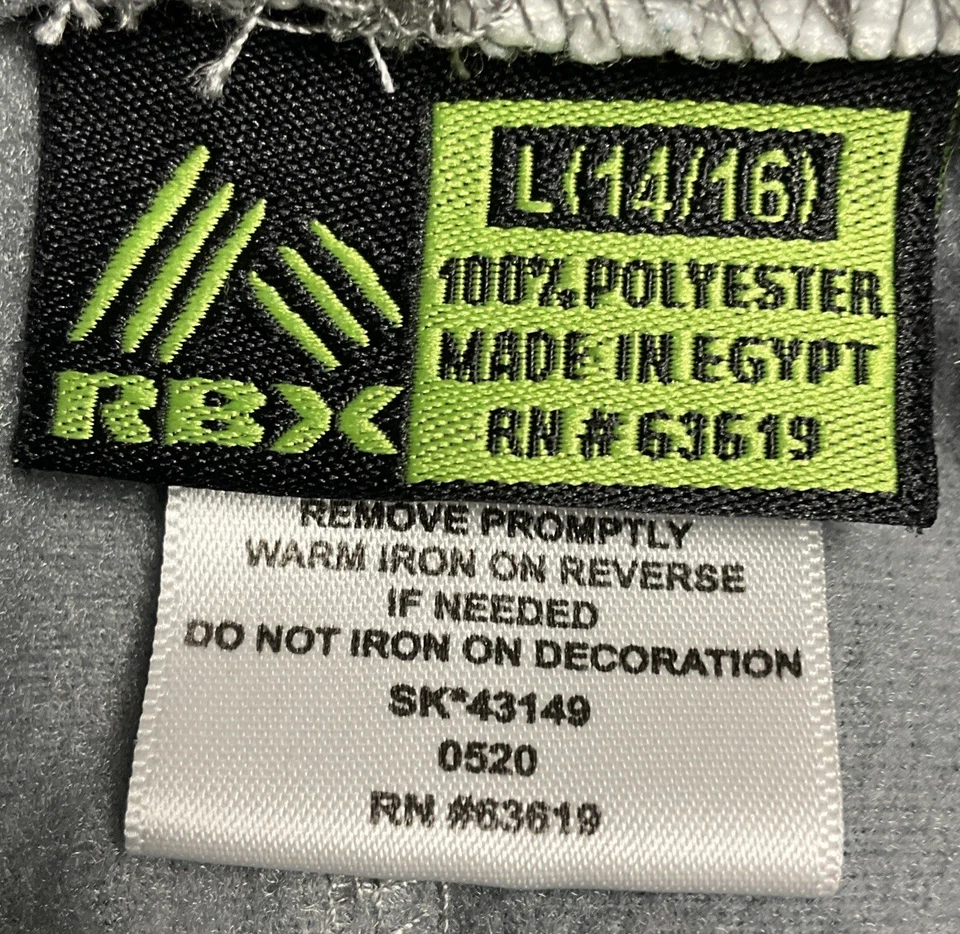 RBX
L(14/16)
100% POLYESTER
MADE IN EGYPT
RN # 63619
REMOVE PROMPTLY
WARM IRON ON REVERSE
IF NEEDED
DO NOT IRON ON DECORATION
SK*43149
0520
RN #63619